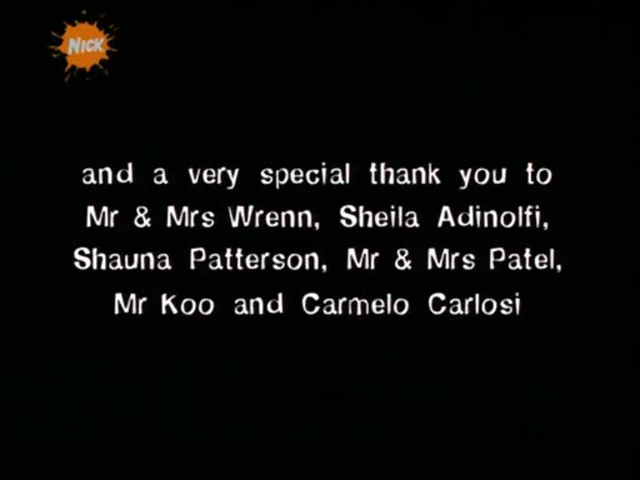 NICK
and a very special thank you to
Mr & Mrs Wrenn, Sheila Adinolfi,
Shauna Patterson, Mr & Mrs Patel,
Mr Koo and Carmelo Carlosi